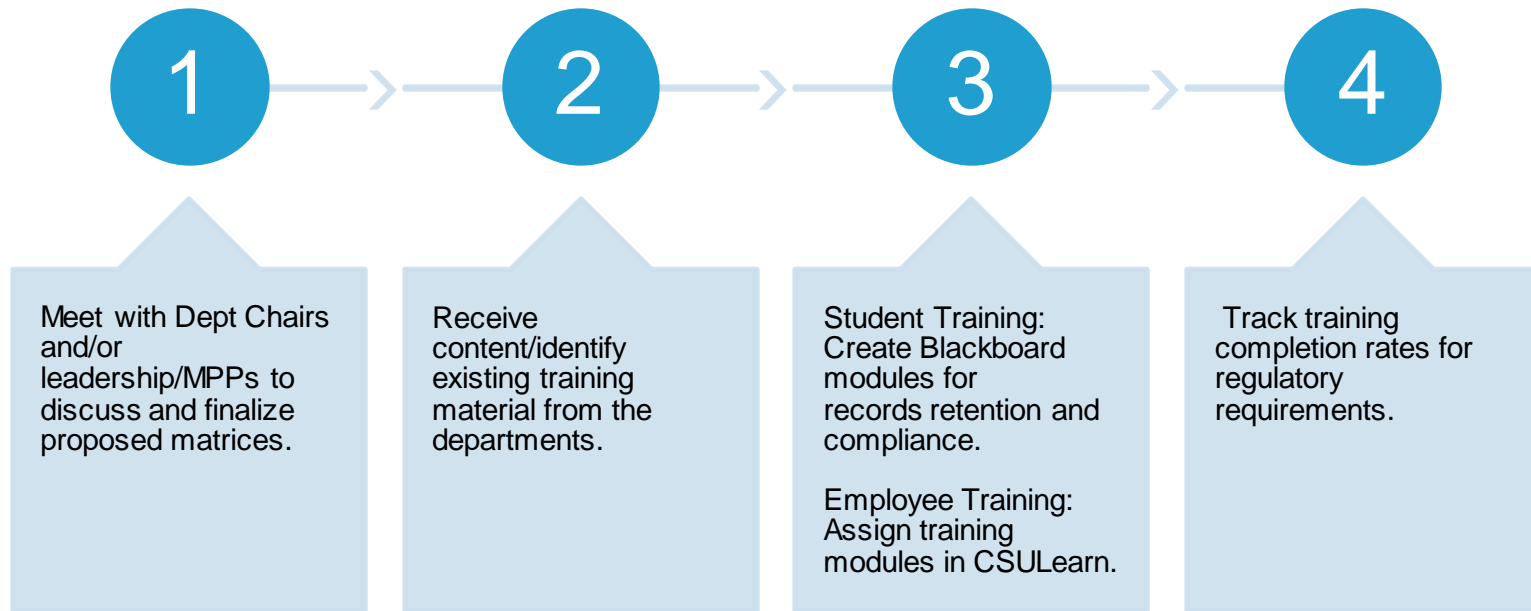 1
2
3
4
Meet with Dept Chairs
and/or
leadership/MPPs to
discuss and finalize
proposed matrices.
Receive
content/identify
existing training
material from the
departments.
Student Training:
Create Blackboard
modules for
records retention and
compliance.
Employee Training:
Assign training
modules in CSULearn.
Track training
completion rates for
regulatory
requirements.